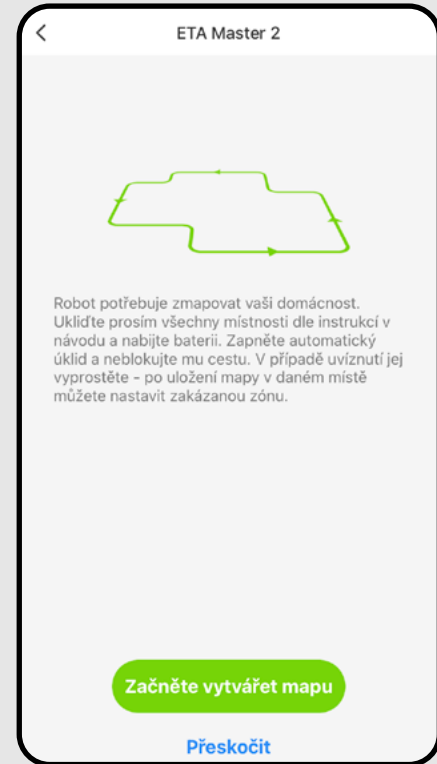 ETA Master 2
Robot potřebuje zmapovat vaši domácnost.
Ukliďte prosím všechny místnosti dle instrukcí v
návodu a nabijte baterii. Zapněte automatický
úklid a neblokujte mu cestu. V případě uvíznutí jej
vyprostěte - po uložení mapy v daném místě
můžete nastavit zakázanou zónu.
Začněte vytvářet mapu
Přeskočit